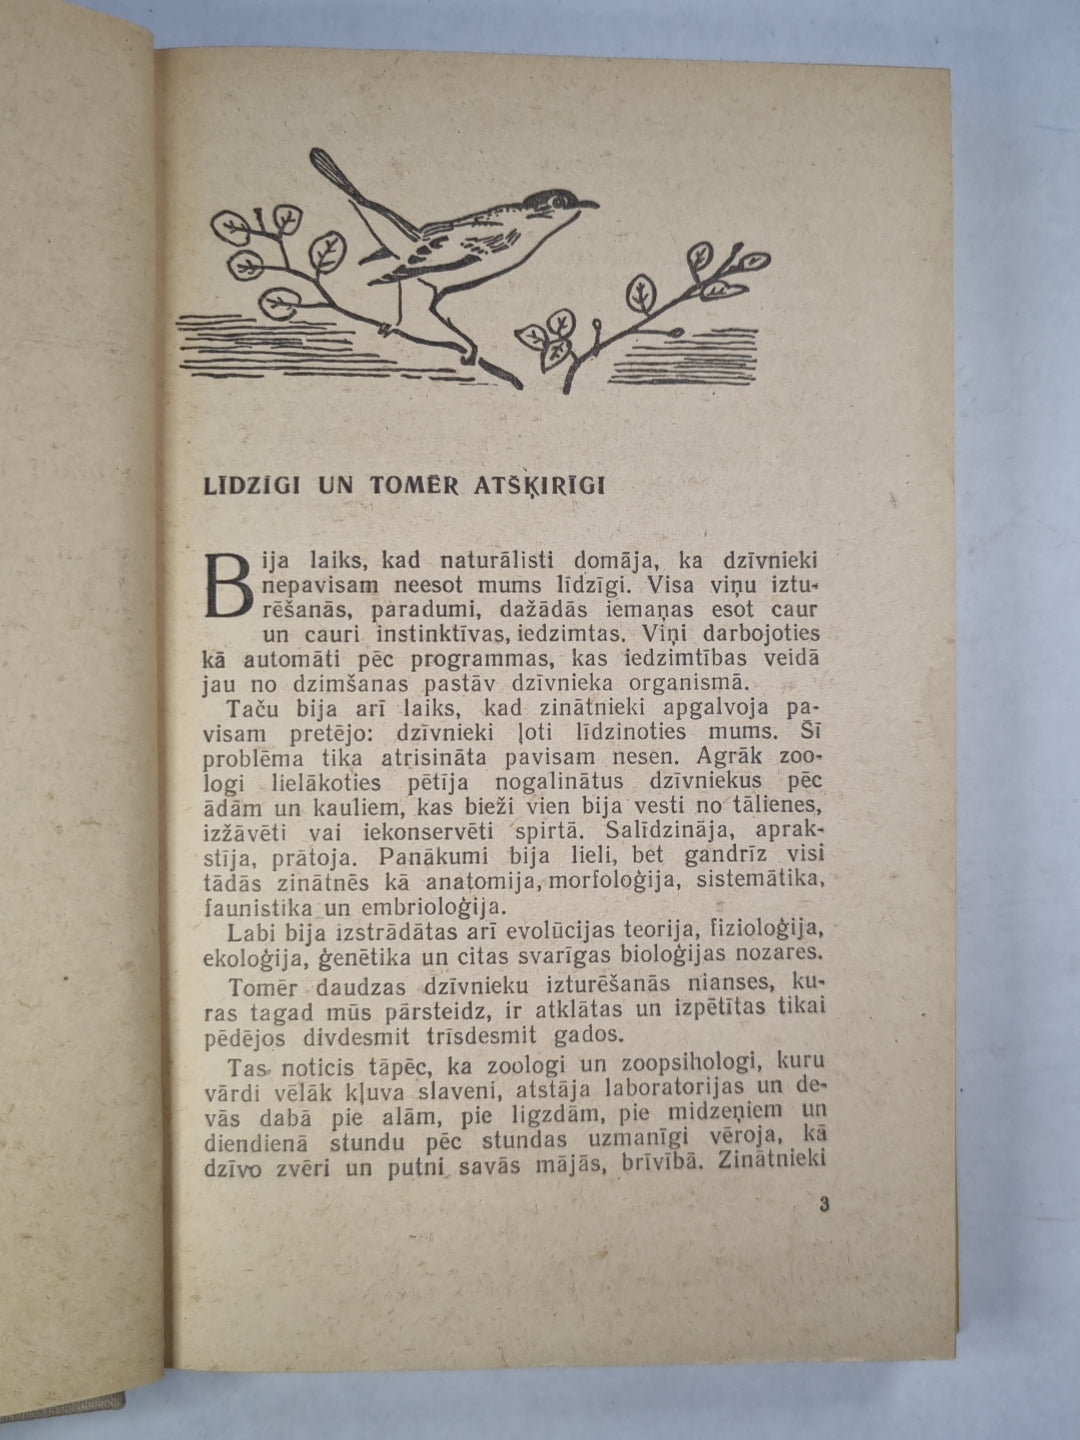 LĪDZĪGI UN TOMĒR ATŠĶIRĪGI
Bija laiks, kad naturālisti domāja, ka dzīvnieki
nepavisam neesot mums līdzīgi. Visa viņu iztu-
rēšanās, paradumi, dažādās iemaņas esot caur
un cauri instinktīvas, iedzimtas. Viņi darbojoties
kā automāti pēc programmas, kas iedzimtības veidā
jau no dzimšanas pastāv dzīvnieka organismā.
Taču bija arī laiks, kad zinātnieki apgalvoja pa-
visam pretējo: dzīvnieki ļoti līdzinoties mums. Šī
problēma tika atrisināta pavisam nesen. Agrāk zoo-
logi lielākoties pētīja nogalinātus dzīvniekus pēc
ādām un kauliem, kas bieži vien bija vesti no tālienes,
izžāvēti vai iekonservēti spirtā. Salīdzināja, aprak-
stīja, prātoja. Panākumi bija lieli, bet gandrīz visi
tādās zinātnēs kā anatomija, morfoloģija, sistemātika,
faunistika un embrioloģija.
Labi bija izstrādātas arī evolūcijas teorija, fizioloģija,
ekoloģija, ģenētika un citas svarīgas bioloģijas nozares.
Tomēr daudzas dzīvnieku izturēšanās nianses, ku-
ras tagad mūs pārsteidz, ir atklātas un izpētītas tikai
pēdējos divdesmit trīsdesmit gados.
Tas noticis tāpēc, ka zoologi un zoopsihologi, kuru
vārdi vēlāk kļuva slaveni, atstāja laboratorijas un de-
vās dabā pie alām, pie ligzdām, pie midzeņiem un
diendienā stundu pēc stundas uzmanīgi vēroja, kā
dzīvo zvēri un putni savās mājās, brīvībā. Zinātnieki
3